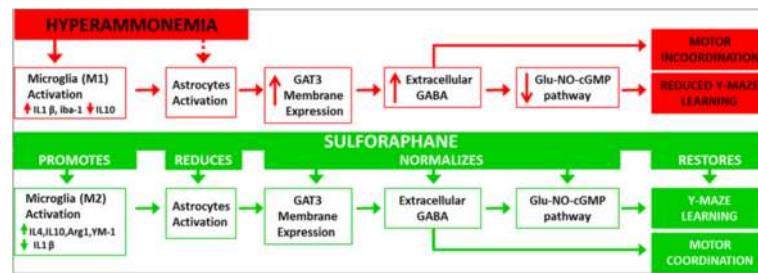 HYPERAMMONEMIA
Microglia (M1)
Activation
↑ IL1 β, iba-1 ↓ IL10
Astrocytes
Activation
↑ GAT3
Membrane
Expression
↑ Extracellular
GABA
↓ Glu-NO-cGMP
pathway
MOTOR
INCOORDINATION
REDUCED Y-MAZE
LEARNING
SULFORAPHANE
PROMOTES
REDUCES
NORMALIZES
RESTORES
Microglia (M2)
Activation
↑ IL4,IL10,Arg1,YM-1
↓ IL1 β
Astrocytes
Activation
GAT3
Membrane
Expression
Extracellular
GABA
Glu-NO-cGMP
pathway
Y-MAZE
LEARNING
MOTOR
COORDINATION